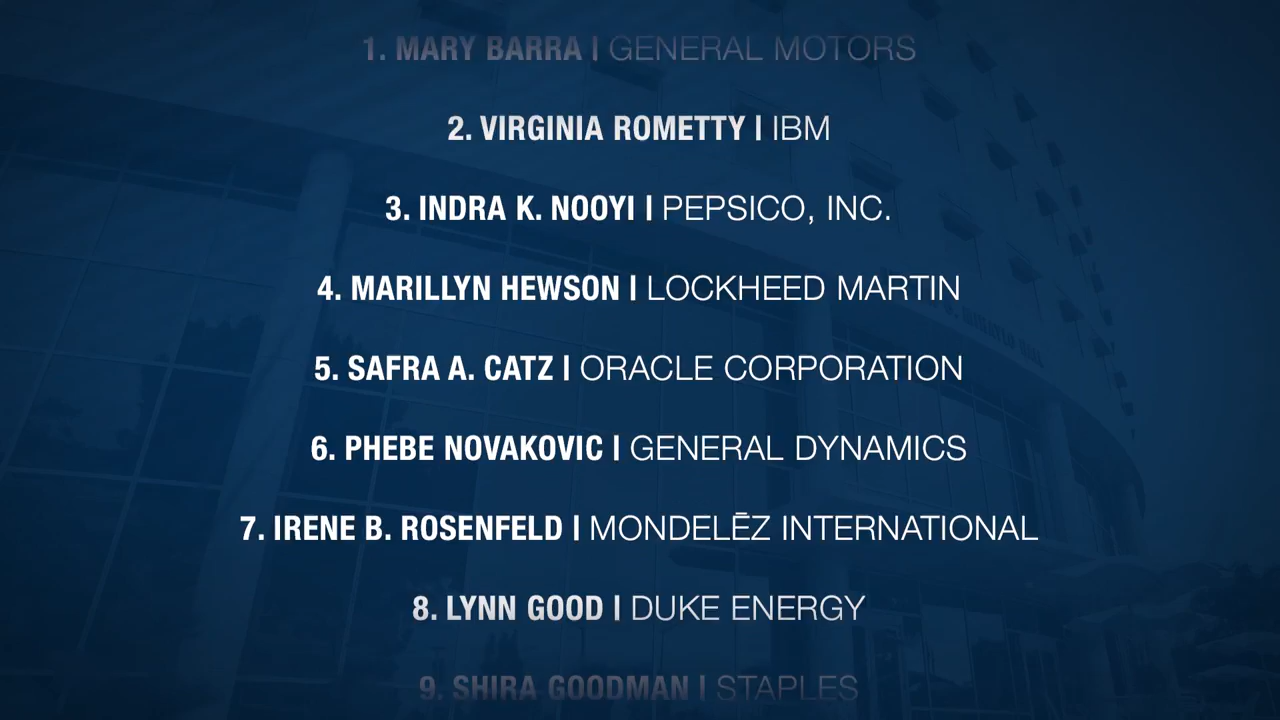 1. MARY BARRA | GENERAL MOTORS
2. VIRGINIA ROMETTY | IBM
3. INDRA K. NOOYI | PEPSICO, INC.
4. MARILLYN HEWSON | LOCKHEED MARTIN
5. SAFRA A. CATZ | ORACLE CORPORATION
6. PHEBE NOVAKOVIC | GENERAL DYNAMICS
7. IRENE B. ROSENFELD | MONDELĒZ INTERNATIONAL
8. LYNN GOOD | DUKE ENERGY
9. SHIRA GOODMAN | STAPLES